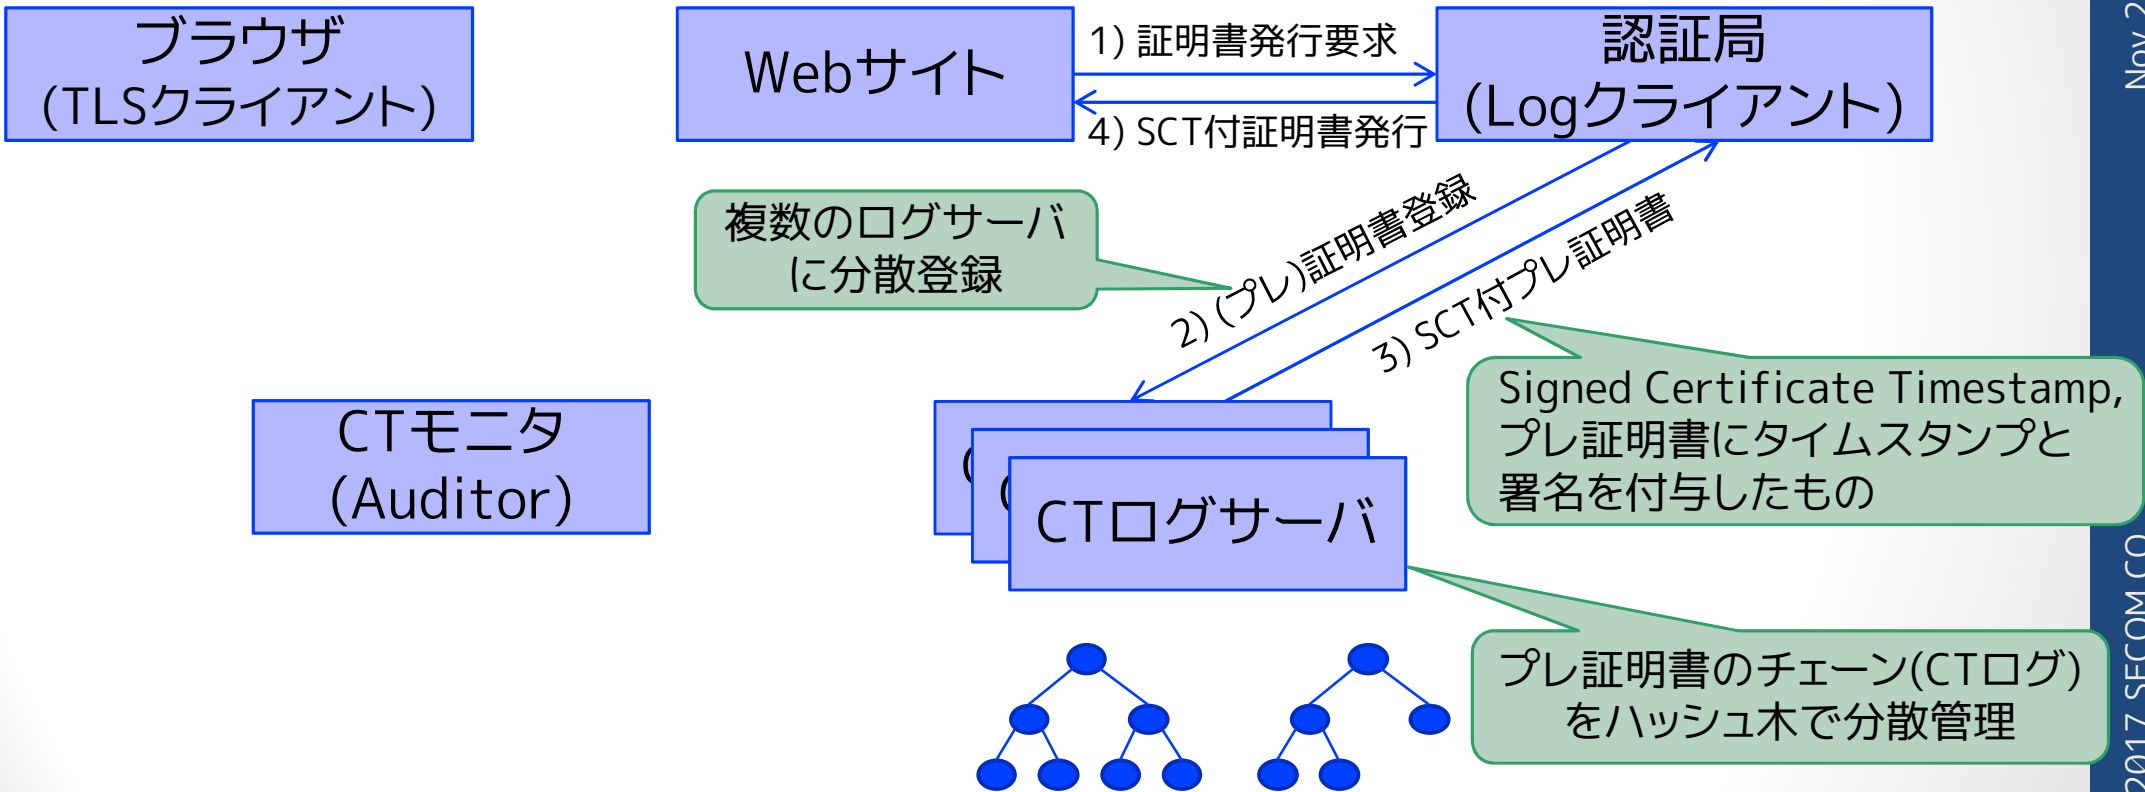 ブラウザ
(TLSクライアント)
Webサイト
1) 証明書発行要求
4) SCT付証明書発行
認証局
(Logクライアント)
複数のログサーバ
に分散登録
2) (プレ)証明書登録
3) SCT付プレ証明書
Signed Certificate Timestamp,
プレ証明書にタイムスタンプと
署名を付与したもの
CTモニタ
(Auditor)
CTログサーバ
プレ証明書のチェーン(CTログ)
をハッシュ木で分散管理
Nov 2
2017 SECOM CO